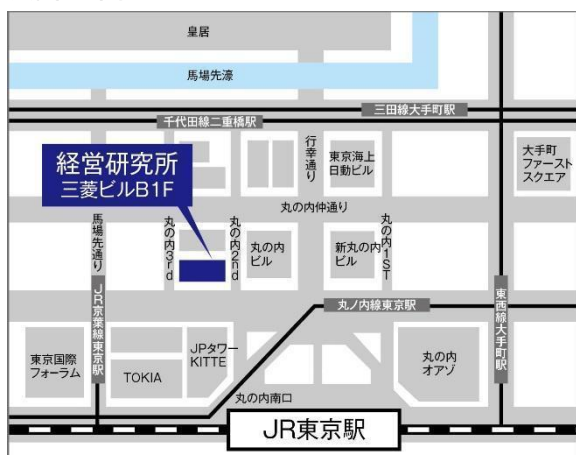 皇居
馬場先濠
三田線大手町駅
千代田線二重橋駅
経営研究所
三菱ビルB1F
行幸通り
東京海上
日動ビル
大手町
ファースト
スクエア
丸の内仲通り
馬場先通り
丸の内3rd
丸の内2nd
丸の内
ビル
新丸の内
ビル
丸の内1ST
JR京葉線東京駅
丸ノ内線東京駅
東西線大手町駅
東京国際
フォーラム
TOKIA
JPタワー
KITTE
丸の内
オアゾ
丸の内南口
JR東京駅